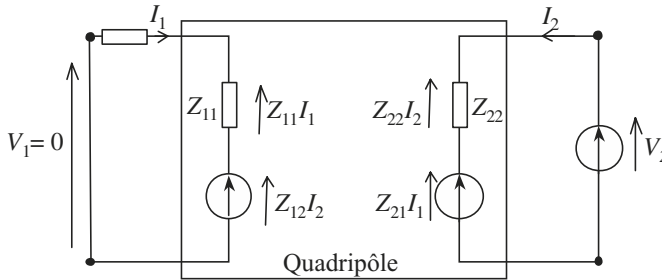 I1
I2
Z11
Z11I1
Z22I2
Z22
V1= 0
V2
Z12I2
Z21I1
Quadripôle